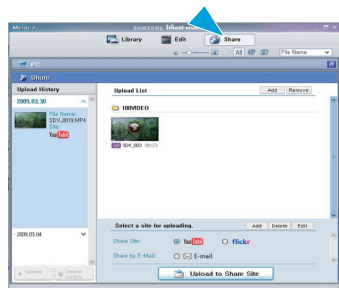 Menu
SAMSUNG Intelli-studio
Library Edit Share
All File Name
PC
Share
Upload History Upload List Add Remove
2009.03.30
File Name:
SDV_0019.MP4
Site:
YouTube
100VIDEO
SDV_003 00:23
2009.03.04
Select a site for uploading. Add Delete Edit
Share Site: YouTube flickr
Share by E-Mail: E-mail
Upload Delete History Upload to Share Site